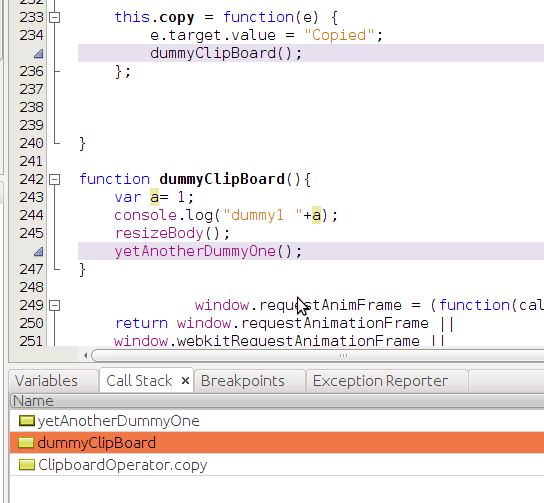 233 this.copy = function(e) {
234 e.target.value = "Copied";
dummyClipBoard();
236 };
237
238
239
240 }
241
242 function dummyClipBoard(){
243 var a= 1;
244 console.log("dummy1 "+a);
245 resizeBody();
yetAnotherDummyOne();
247 }
248
249 window.requestAnimFrame = (function(cal
250 return window.requestAnimationFrame ||
251 window.webkitRequestAnimationFrame ||
Variables Call Stack × Breakpoints Exception Reporter
Name
yetAnotherDummyOne
dummyClipBoard
ClipboardOperator.copy